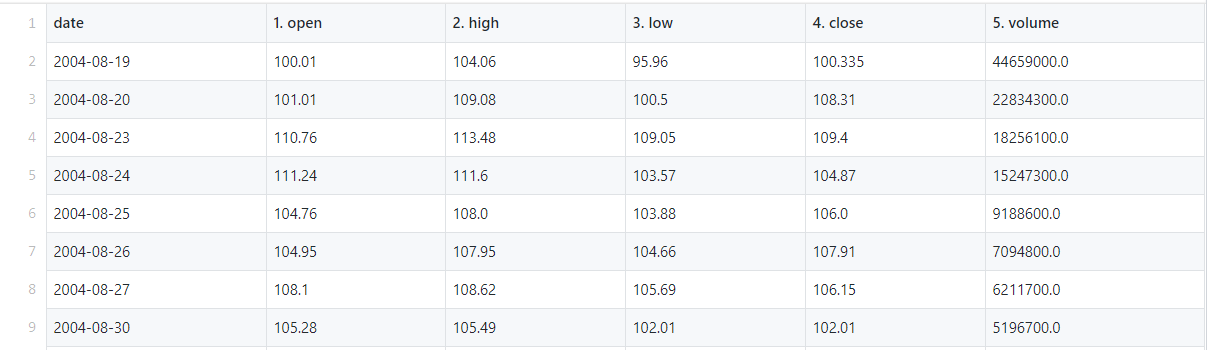 1 date 1. open 2. high 3. low 4. close 5. volume
2 2004-08-19 100.01 104.06 95.96 100.335 44659000.0
3 2004-08-20 101.01 109.08 100.5 108.31 22834300.0
4 2004-08-23 110.76 113.48 109.05 109.4 18256100.0
5 2004-08-24 111.24 111.6 103.57 104.87 15247300.0
6 2004-08-25 104.76 108.0 103.88 106.0 9188600.0
7 2004-08-26 104.95 107.95 104.66 107.91 7094800.0
8 2004-08-27 108.1 108.62 105.69 106.15 6211700.0
9 2004-08-30 105.28 105.49 102.01 102.01 5196700.0